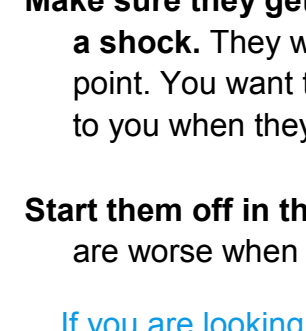 Make sure they get
a shock. They w
point. You want t
to you when they
Start them off in th
are worse when
If you are looking